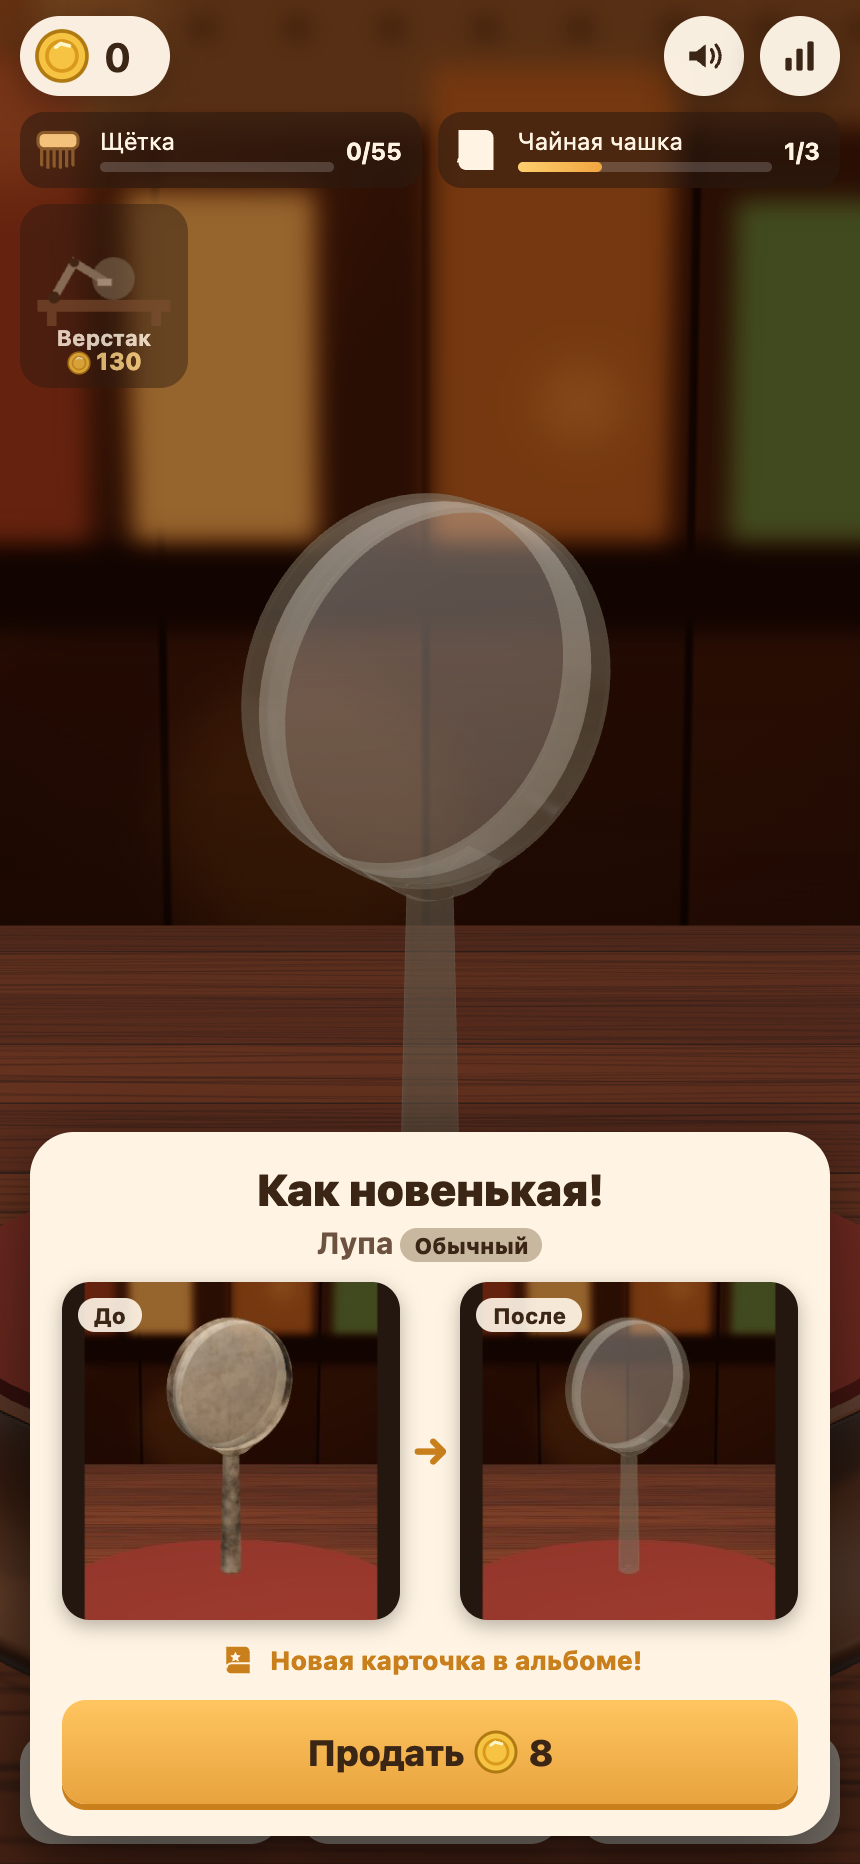 0
Щётка
0/55
Чайная чашка
1/3
Верстак
130
Как новенькая!
Лупа Обычный
До
После
Новая карточка в альбоме!
Продать 8